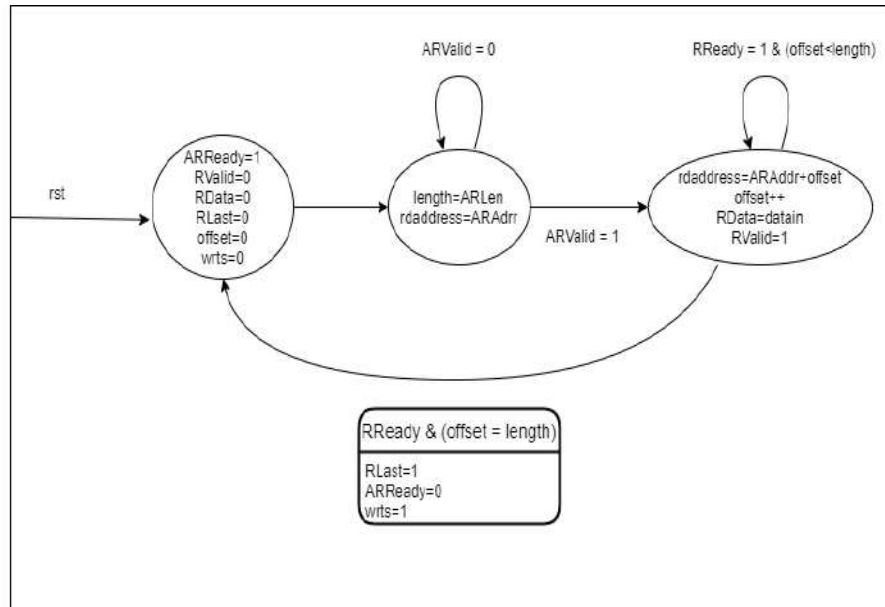 ARValid = 0
RReady = 1 & (offset<length)
rst
ARReady=1
RValid=0
RData=0
RLast=0
offset=0
wrts=0
length=ARLen
rdaddress=ARAdrr
ARValid = 1
rdaddress=ARAddr+offset
offset++
RData=datain
RValid=1
RReady & (offset = length)
RLast=1
ARReady=0
wrts=1